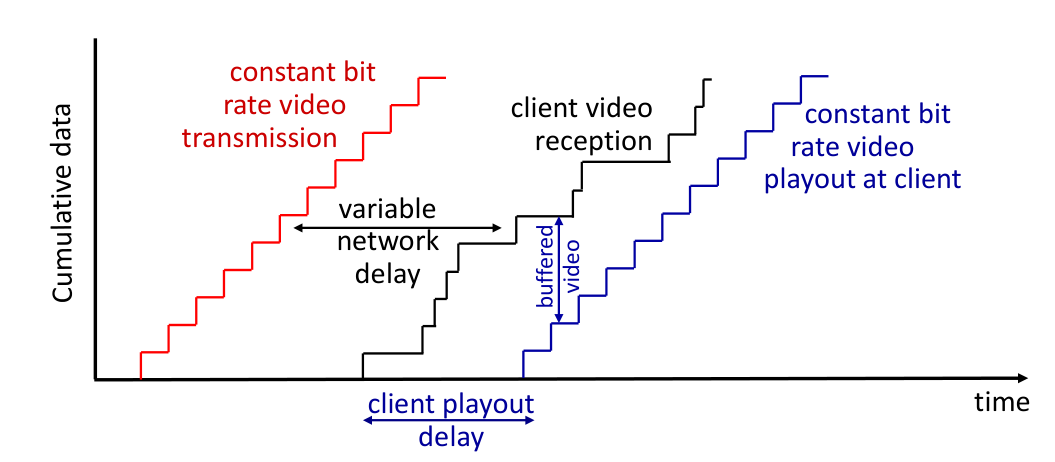 constant bit
rate video
transmission
client video
reception
constant bit
rate video
playout at client
Cumulative data
variable
network
delay
buffered
video
time
client playout
delay